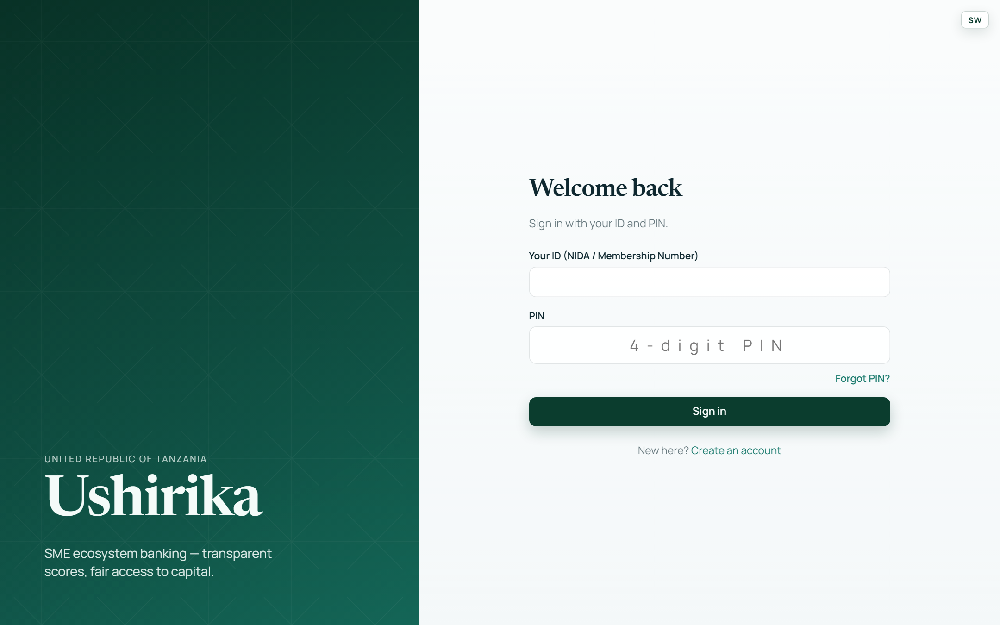 SW
UNITED REPUBLIC OF TANZANIA
Ushirika
SME ecosystem banking — transparent
scores, fair access to capital.
Welcome back
Sign in with your ID and PIN.
Your ID (NIDA / Membership Number)
PIN
4-digit PIN
Forgot PIN?
Sign in
New here? Create an account